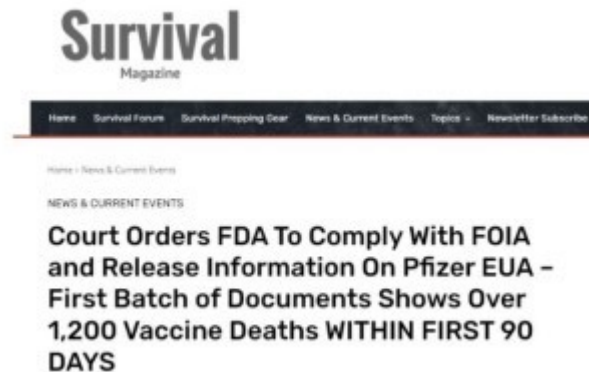 Survival
Magazine
Home Survival Forum Survival Prepping Gear News & Current Events Topics Newsletter Subscribe
Home › News & Current Events
NEWS & CURRENT EVENTS
Court Orders FDA To Comply With FOIA
and Release Information On Pfizer EUA –
First Batch of Documents Shows Over
1,200 Vaccine Deaths WITHIN FIRST 90
DAYS